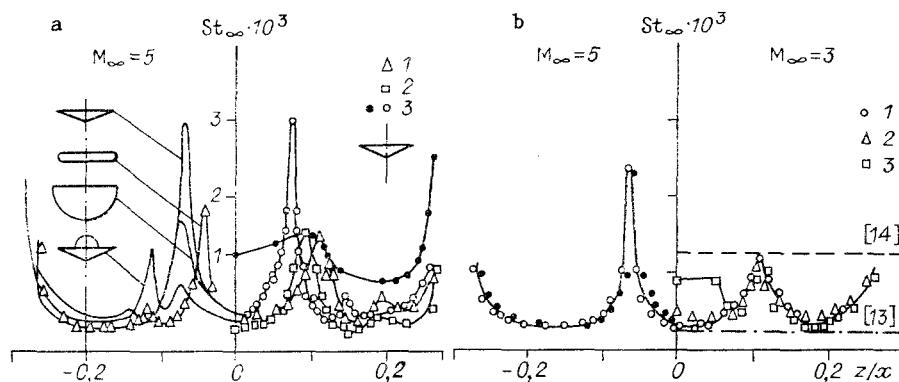 a
St∞·10³
M∞=5
△ 1
□ 2
● ○ 3
3
2
1
-0,2
0
0,2
b
St∞·10³
M∞=5
M∞=3
○ 1
△ 2
□ 3
[14]
[13]
-0,2
0
0,2
z/x